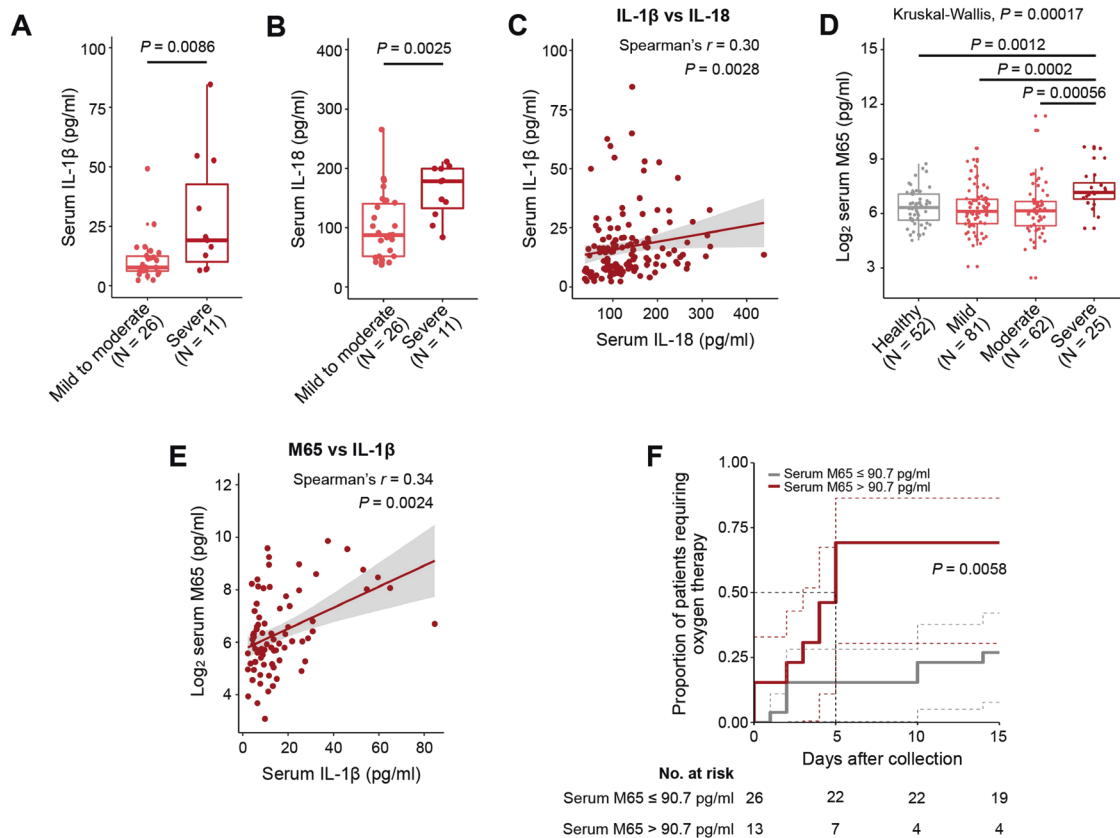 A
P = 0.0086
Serum IL-1β (pg/ml)
100
75
50
25
0
Mild to moderate
(N = 26)
Severe
(N = 11)
B
P = 0.0025
Serum IL-18 (pg/ml)
400
300
200
100
0
Mild to moderate
(N = 26)
Severe
(N = 11)
C
IL-1β vs IL-18
Spearman's r = 0.30
P = 0.0028
Serum IL-1β (pg/ml)
100
75
50
25
0
100 200 300 400
Serum IL-18 (pg/ml)
D
Kruskal-Wallis, P = 0.00017
P = 0.0012
P = 0.0002
P = 0.00056
Log₂ serum M65 (pg/ml)
15
12
9
6
3
Healthy
(N = 52)
Mild
(N = 81)
Moderate
(N = 62)
Severe
(N = 25)
E
M65 vs IL-1β
Spearman's r = 0.34
P = 0.0024
Log₂ serum M65 (pg/ml)
12
10
8
6
4
0 20 40 60 80
Serum IL-1β (pg/ml)
F
Serum M65 ≤ 90.7 pg/ml
Serum M65 > 90.7 pg/ml
P = 0.0058
Proportion of patients requiring
oxygen therapy
1.00
0.75
0.50
0.25
0.00
0 5 10 15
Days after collection
No. at risk
Serum M65 ≤ 90.7 pg/ml 26 22 22 19
Serum M65 > 90.7 pg/ml 13 7 4 4